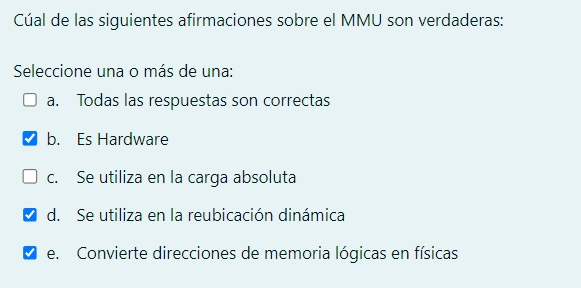 Cúal de las siguientes afirmaciones sobre el MMU son verdaderas:
Seleccione una o más de una:
a. Todas las respuestas son correctas
b. Es Hardware
c. Se utiliza en la carga absoluta
d. Se utiliza en la reubicación dinámica
e. Convierte direcciones de memoria lógicas en físicas